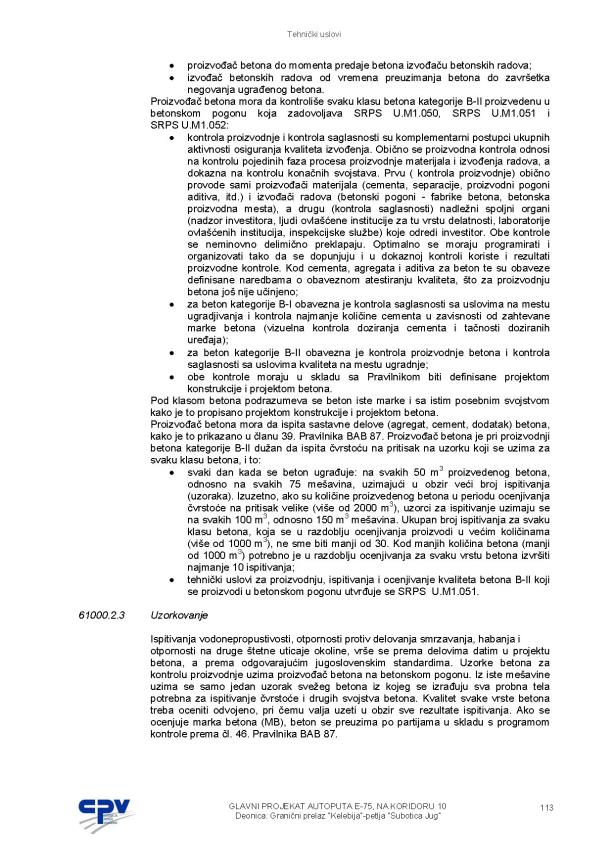 Tehnički uslovi
• proizvođač betona do momenta predaje betona izvođaču betonskih radova;
• izvođač betonskih radova od vremena preuzimanja betona do završetka
negovanja ugrađenog betona.
Proizvođač betona mora da kontroliše svaku klasu betona kategorije B-II proizvedenu u
betonskom pogonu koja zadovoljava SRPS U.M1.050, SRPS U.M1.051 i
SRPS U.M1.052:
• kontrola proizvodnje i kontrola saglasnosti su komplementarni postupci ukupnih
aktivnosti osiguranja kvaliteta izvođenja. Obično se proizvodna kontrola odnosi
na kontrolu pojedinih faza procesa proizvodnje materijala i izvođenja radova, a
dokazna na kontrolu konačnih svojstava. Prvu ( kontrola proizvodnje) obično
provode sami proizvođači materijala (cementa, separacije, proizvodni pogoni
aditiva, itd.) i izvođači radova (betonski pogoni - fabrike betona, betonska
proizvodna mesta), a drugu (kontrola saglasnosti) nadležni spoljni organi
(nadzor investitora, ljudi ovlašćene institucije za tu vrstu delatnosti, laboratorije
ovlašćenih institucija, inspekcijske službe) koje odredi investitor. Obe kontrole
se neminovno delimično preklapaju. Optimalno se moraju programirati i
organizovati tako da se dopunjuju i u dokaznoj kontroli koriste i rezultati
proizvodne kontrole. Kod cementa, agregata i aditiva za beton te su obaveze
definisane naredbama o obaveznom atestiranju kvaliteta, što za proizvodnju
betona još nije učinjeno;
• za beton kategorije B-I obavezna je kontrola saglasnosti sa uslovima na mestu
ugradjivanja i kontrola najmanje količine cementa u zavisnosti od zahtevane
marke betona (vizuelna kontrola doziranja cementa i tačnosti doziranih
uređaja);
• za beton kategorije B-II obavezna je kontrola proizvodnje betona i kontrola
saglasnosti sa uslovima kvaliteta na mestu ugradnje;
• obe kontrole moraju u skladu sa Pravilnikom biti definisane projektom
konstrukcije i projektom betona.
Pod klasom betona podrazumeva se beton iste marke i sa istim posebnim svojstvom
kako je to propisano projektom konstrukcije i projektom betona.
Proizvođač betona mora da ispita sastavne delove (agregat, cement, dodatak) betona,
kako je to prikazano u članu 39. Pravilnika BAB 87. Proizvođač betona je pri proizvodnji
betona kategorije B-II dužan da ispita čvrstoću na pritisak na uzorku koji se uzima za
svaku klasu betona, i to:
• svaki dan kada se beton ugrađuje: na svakih 50 m³ proizvedenog betona,
odnosno na svakih 75 mešavina, uzimajući u obzir veći broj ispitivanja
(uzoraka). Izuzetno, ako su količine proizvedenog betona u periodu ocenjivanja
čvrstoće na pritisak velike (više od 2000 m³), uzorci za ispitivanje uzimaju se
na svakih 100 m³, odnosno 150 m³ mešavina. Ukupan broj ispitivanja za svaku
klasu betona, koja se u razdoblju ocenjivanja proizvodi u većim količinama
(više od 1000 m³), ne sme biti manji od 30. Kod manjih količina betona (manji
od 1000 m³) potrebno je u razdoblju ocenjivanja za svaku vrstu betona izvršiti
najmanje 10 ispitivanja;
• tehnički uslovi za proizvodnju, ispitivanja i ocenjivanje kvaliteta betona B-II koji
se proizvodi u betonskom pogonu utvrđuje se SRPS U.M1.051.
61000.2.3 Uzorkovanje
Ispitivanja vodonepropustivosti, otpornosti protiv delovanja smrzavanja, habanja i
otpornosti na druge štetne uticaje okoline, vrše se prema delovima datim u projektu
betona, a prema odgovarajućim jugoslovenskim standardima. Uzorke betona za
kontrolu proizvodnje uzima proizvođač betona na betonskom pogonu. Iz iste mešavine
uzima se samo jedan uzorak svežeg betona iz kojeg se izrađuju sva probna tela
potrebna za ispitivanje čvrstoće i drugih svojstva betona. Kvalitet svake vrste betona
treba oceniti odvojeno, pri čemu valja uzeti u obzir sve rezultate ispitivanja. Ako se
ocenjuje marka betona (MB), beton se preuzima po partijama u skladu s programom
kontrole prema čl. 46. Pravilnika BAB 87.
CPV
GLAVNI PROJEKAT AUTOPUTA E-75, NA KORIDORU 10
Deonica: Granični prelaz "Kelebija"-petlja "Subotica Jug"
113